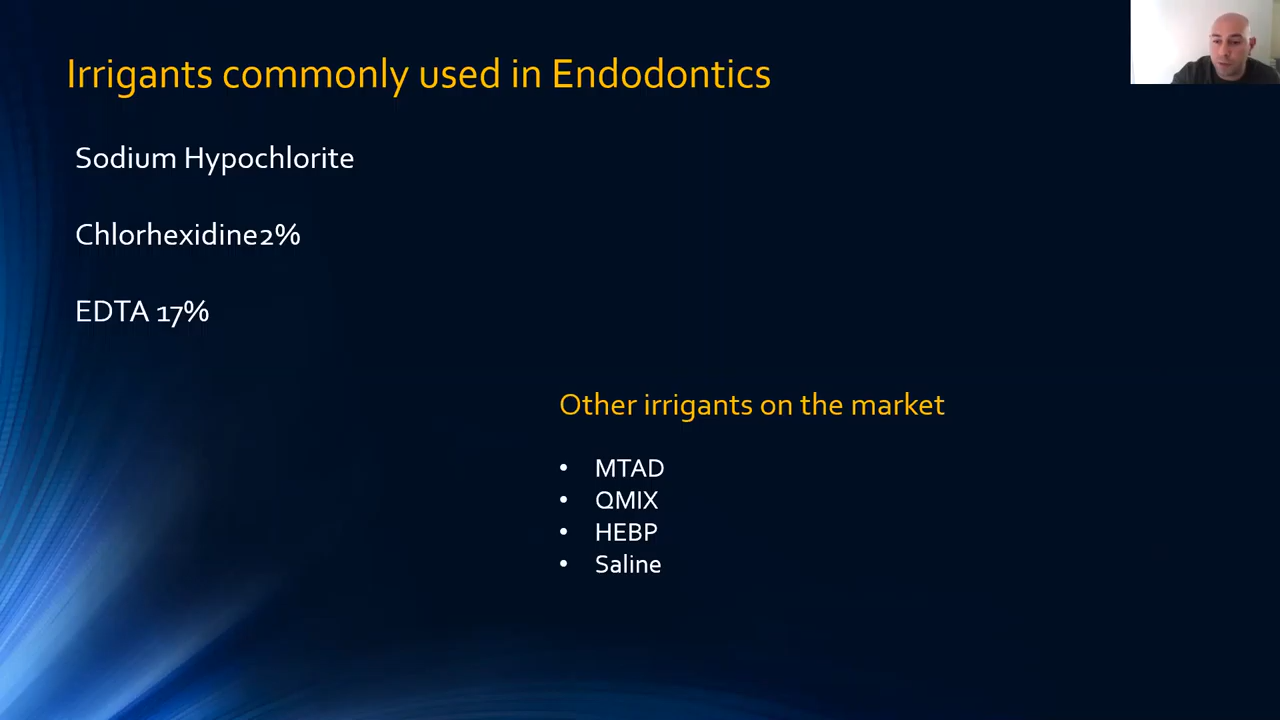 Irrigants commonly used in Endodontics
Sodium Hypochlorite
Chlorhexidine2%
EDTA 17%
Other irrigants on the market
• MTAD
• QMIX
• HEBP
• Saline